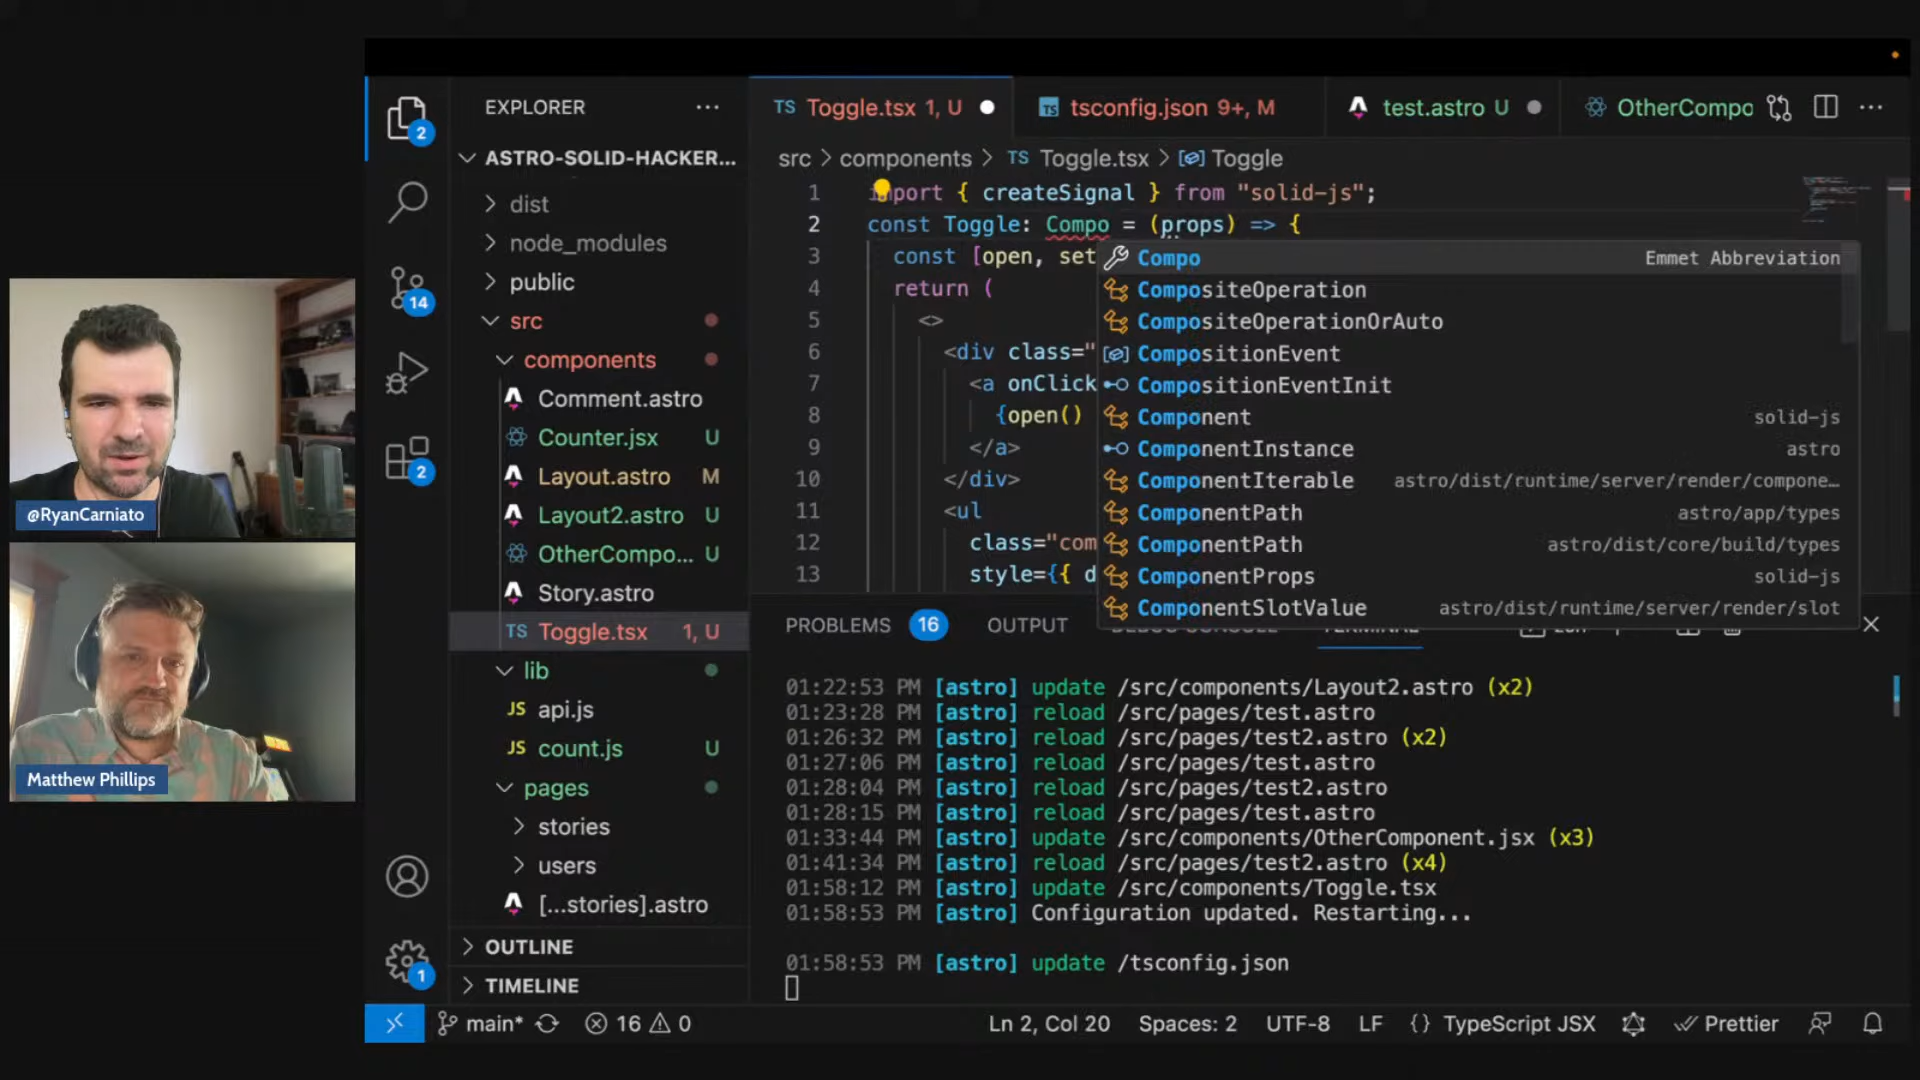 EXPLORER
ASTRO-SOLID-HACKER...
dist
node_modules
public
src
components
Comment.astro
Counter.jsx U
Layout.astro M
Layout2.astro U
OtherCompo... U
Story.astro
TS Toggle.tsx 1, U
lib
JS api.js
JS count.js U
pages
stories
users
[...stories].astro
OUTLINE
TIMELINE
2
14
2
1
@RyanCarniato
Matthew Phillips
TS Toggle.tsx 1, U
TS tsconfig.json 9+, M
test.astro U
OtherCompo
src > components > TS Toggle.tsx > Toggle
1 import { createSignal } from "solid-js";
2 const Toggle: Compo = (props) => {
3 const [open, set
4 return (
5 <>
6 <div class="
7 <a onClick
8 {open()
9 </a>
10 </div>
11 <ul
12 class="com
13 style={{ d
Compo Emmet Abbreviation
CompositeOperation
CompositeOperationOrAuto
CompositionEvent
CompositionEventInit
Component solid-js
ComponentInstance astro
ComponentIterable astro/dist/runtime/server/render/compone…
ComponentPath astro/app/types
ComponentPath astro/dist/core/build/types
ComponentProps solid-js
ComponentSlotValue astro/dist/runtime/server/render/slot
PROBLEMS 16 OUTPUT DEBUG CONSOLE TERMINAL
01:22:53 PM [astro] update /src/components/Layout2.astro (x2)
01:23:28 PM [astro] reload /src/pages/test.astro
01:26:32 PM [astro] reload /src/pages/test2.astro (x2)
01:27:06 PM [astro] reload /src/pages/test.astro
01:28:04 PM [astro] reload /src/pages/test2.astro
01:28:15 PM [astro] reload /src/pages/test.astro
01:33:44 PM [astro] update /src/components/OtherComponent.jsx (x3)
01:41:34 PM [astro] reload /src/pages/test2.astro (x4)
01:58:12 PM [astro] update /src/components/Toggle.tsx
01:58:53 PM [astro] Configuration updated. Restarting...
01:58:53 PM [astro] update /tsconfig.json
main* 16 0 Ln 2, Col 20 Spaces: 2 UTF-8 LF {} TypeScript JSX Prettier